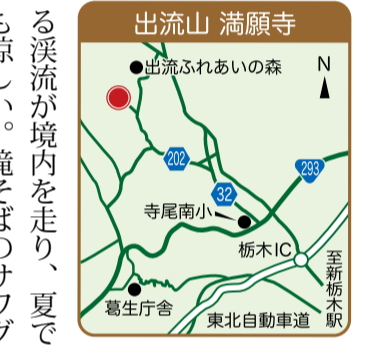 出流山 満願寺
出流ふれあいの森
N
202
293
32
寺尾南小
栃木IC
至新栃木駅
葛生庁舎
東北自動車道
る渓流が境内を走り、夏で
も涼しい。滝そばのサワグ